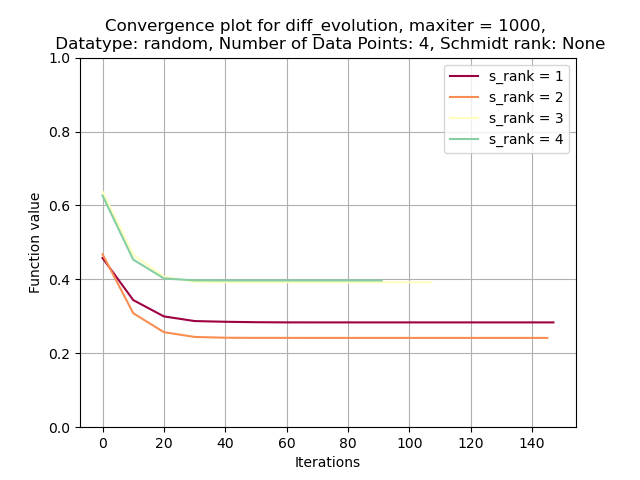 Convergence plot for diff_evolution, maxiter = 1000,
Datatype: random, Number of Data Points: 4, Schmidt rank: None
1.0
0.8
0.6
0.4
0.2
0.0
Function value
s_rank = 1
s_rank = 2
s_rank = 3
s_rank = 4
0 20 40 60 80 100 120 140
Iterations